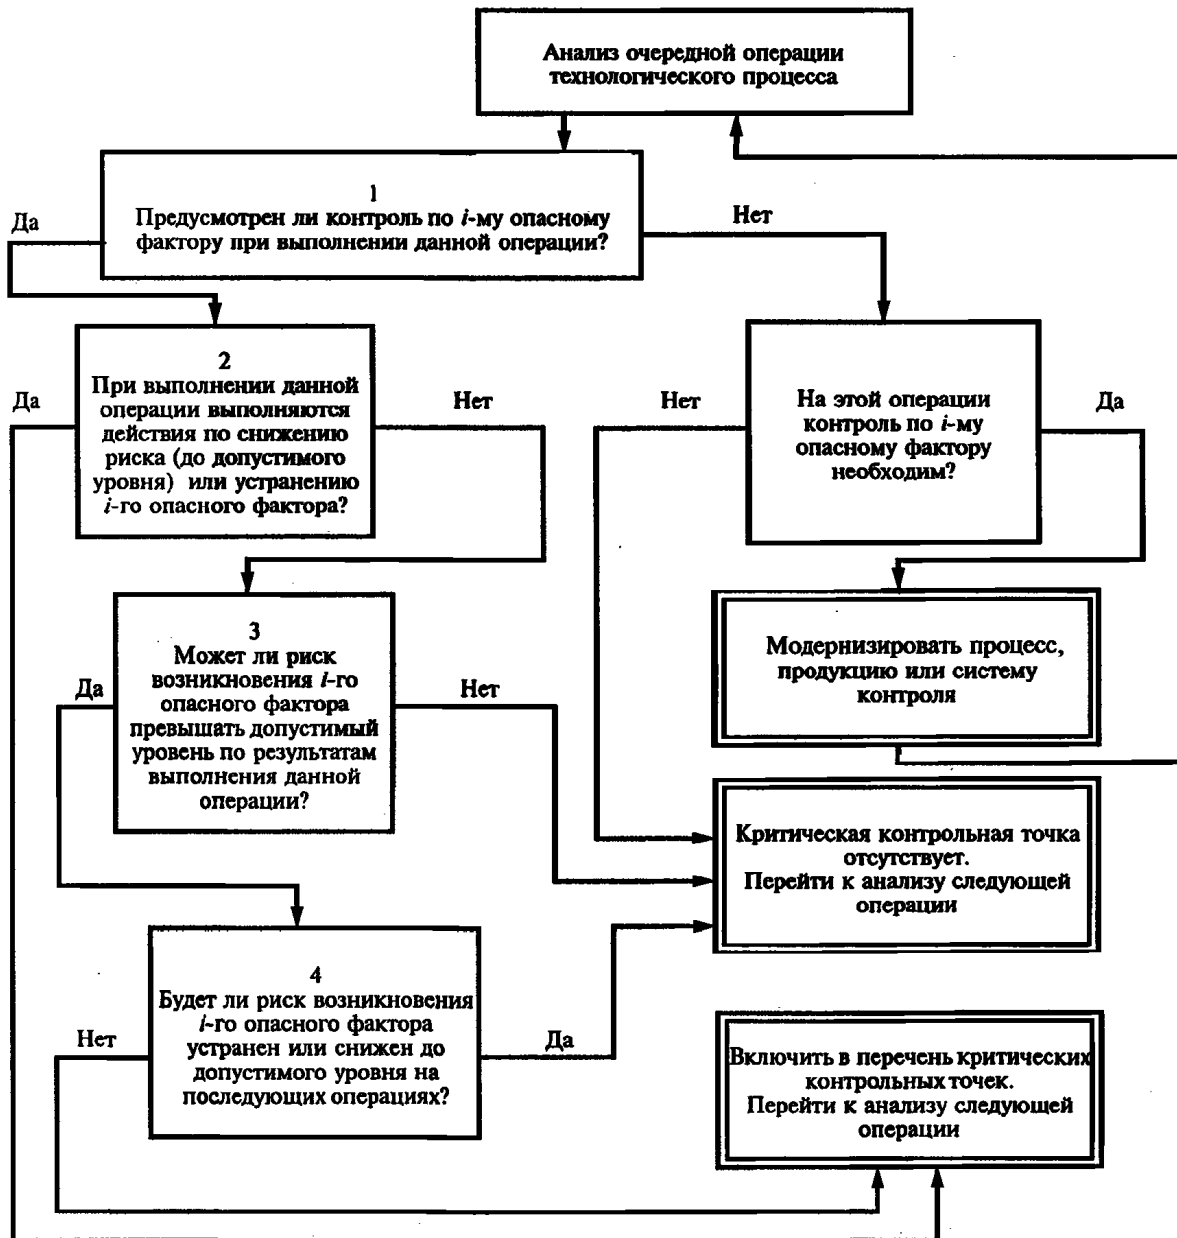 Анализ очередной операции
технологического процесса
1
Предусмотрен ли контроль по i-му опасному
фактору при выполнении данной операции?
Да
Нет
2
При выполнении данной
операции выполняются
действия по снижению
риска (до допустимого
уровня) или устранению
i-го опасного фактора?
Да
Нет
На этой операции
контроль по i-му
опасному фактору
необходим?
Нет
Да
3
Может ли риск
возникновения i-го
опасного фактора
превышать допустимый
уровень по результатам
выполнения данной
операции?
Да
Нет
Модернизировать процесс,
продукцию или систему
контроля
Критическая контрольная точка
отсутствует.
Перейти к анализу следующей
операции
4
Будет ли риск возникновения
i-го опасного фактора
устранен или снижен до
допустимого уровня на
последующих операциях?
Нет
Да
Включить в перечень критических
контрольных точек.
Перейти к анализу следующей
операции